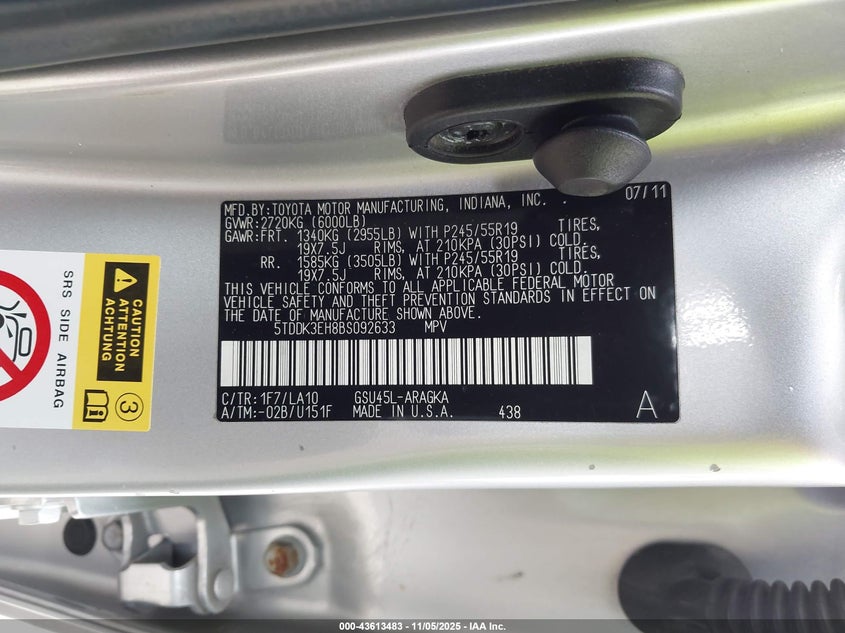 MFD.BY:TOYOTA MOTOR MANUFACTURING, INDIANA, INC. 07/11
GVWR:2720KG (6000LB)
GAWR:FRT. 1340KG (2955LB) WITH P245/55R19 TIRES,
19X7.5J RIMS, AT 210KPA (30PSI) COLD.
RR. 1585KG (3505LB) WITH P245/55R19 TIRES,
19X7.5J RIMS, AT 210KPA (30PSI) COLD.
THIS VEHICLE CONFORMS TO ALL APPLICABLE FEDERAL MOTOR
VEHICLE SAFETY AND THEFT PREVENTION STANDARDS IN EFFECT ON
THE DATE OF MANUFACTURE SHOWN ABOVE.
5TDDK3EH8BS092633 MPV
C/TR:1F7/LA10 GSU45L-ARAGKA
A/TM:-02B/U151F MADE IN U.S.A. 438 A
SRS SIDE AIRBAG
CAUTION
ATTENTION
ACHTUNG
3
000-43613483 - 11/05/2025 - IAA Inc.